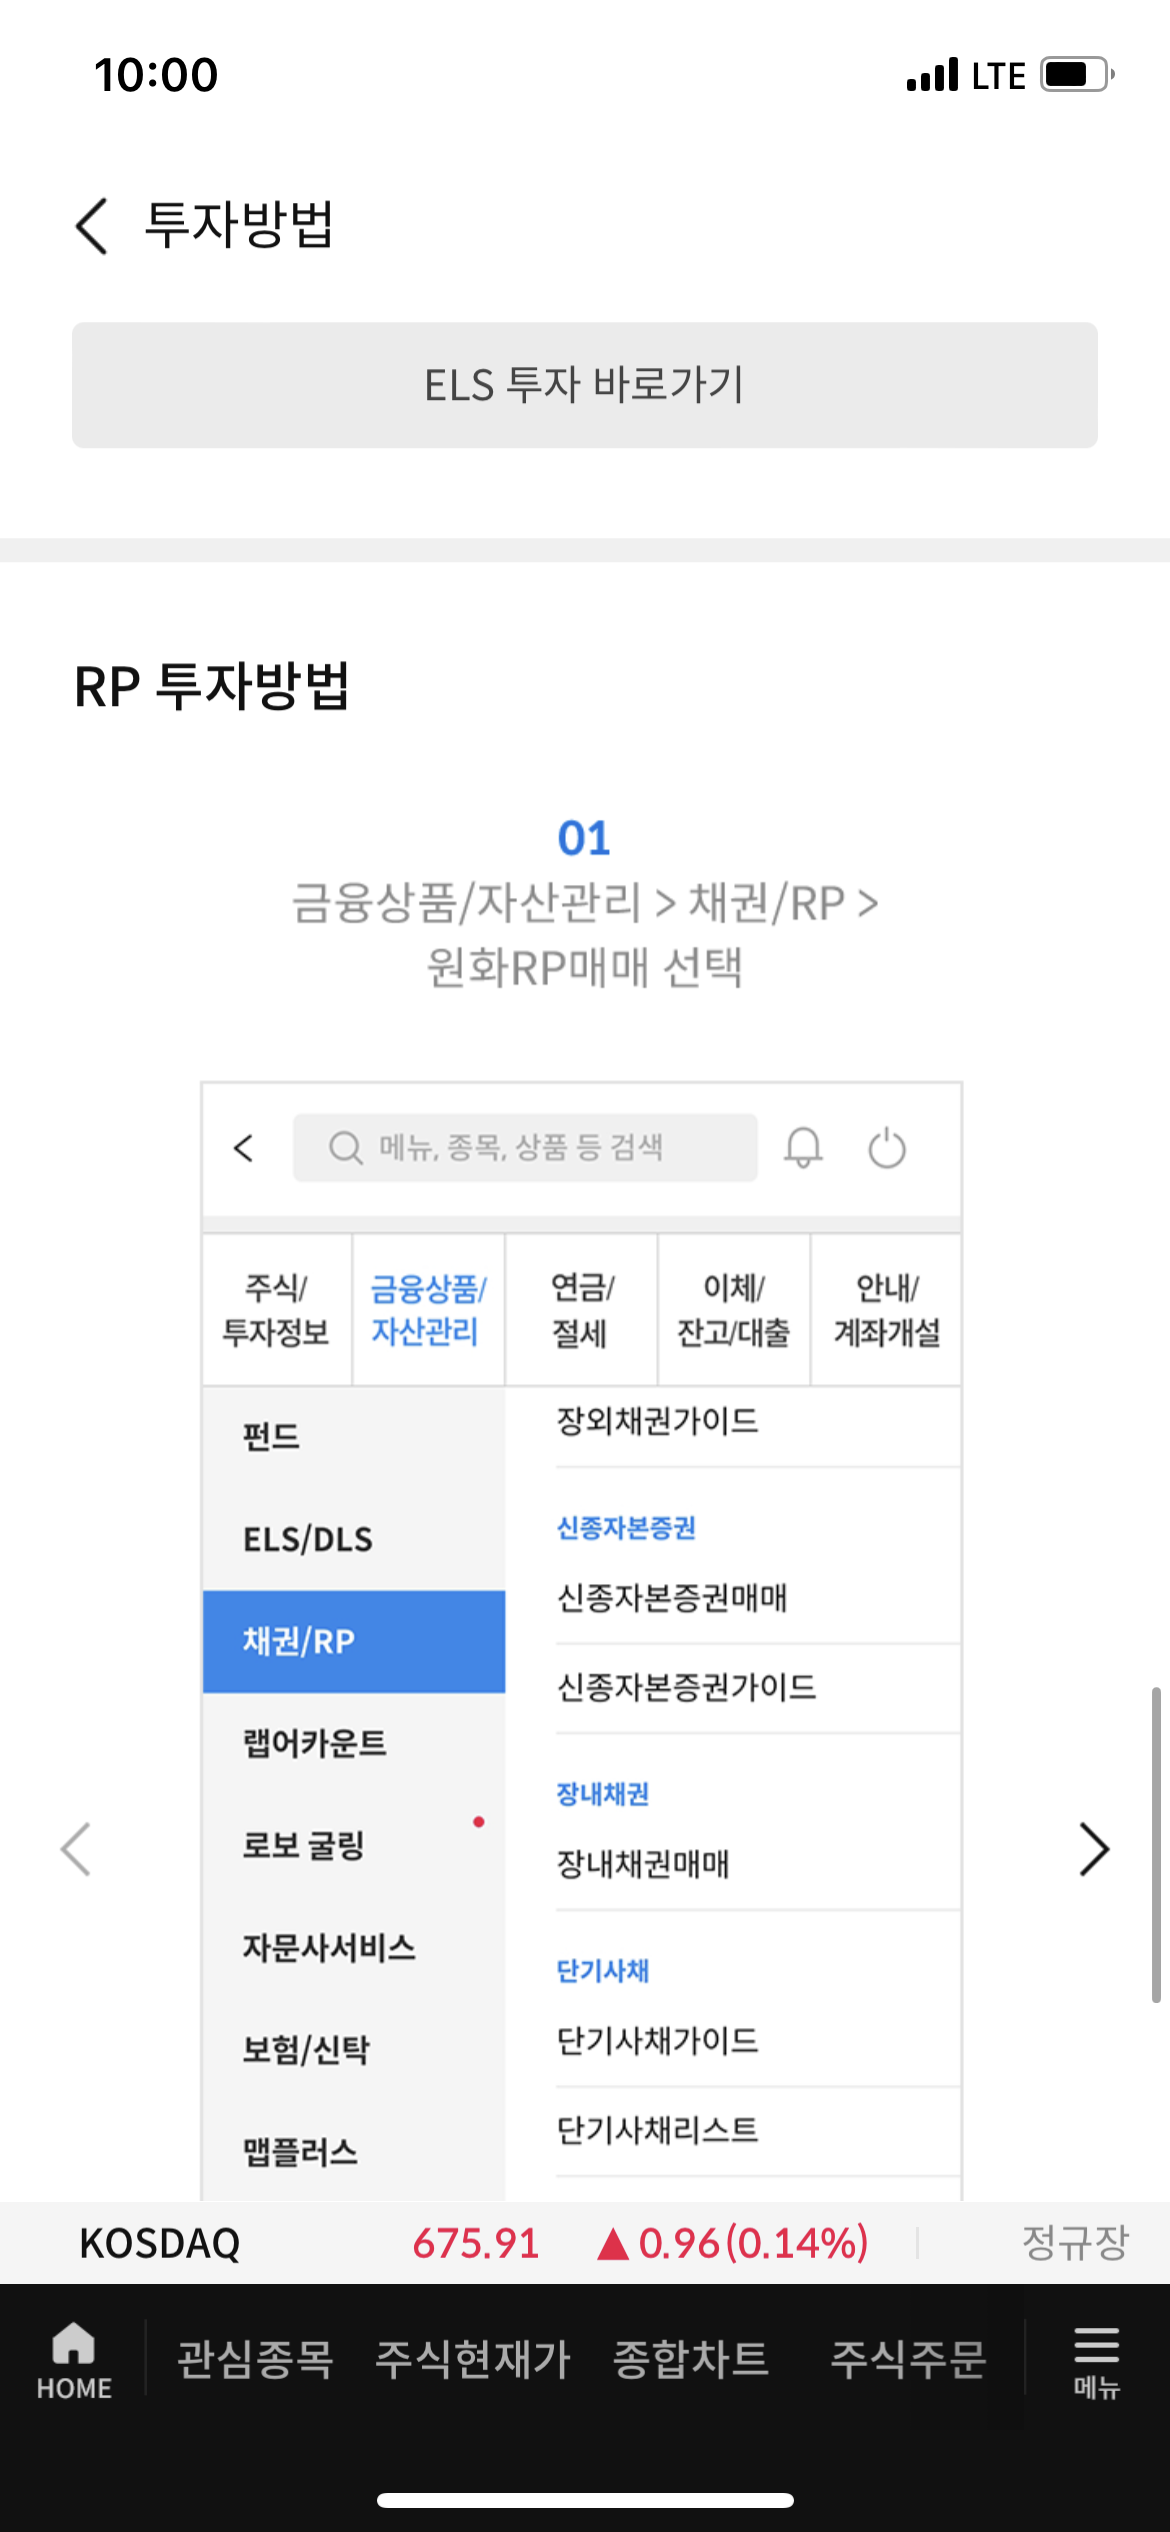 10:00
LTE
투자방법
ELS 투자 바로가기
RP 투자방법
01
금융상품/자산관리 > 채권/RP >
원화RP매매 선택
메뉴, 종목, 상품 등 검색
주식/
투자정보
금융상품/
자산관리
연금/
절세
이체/
잔고/대출
안내/
계좌개설
펀드
ELS/DLS
채권/RP
랩어카운트
로보 굴링
자문사서비스
보험/신탁
맵플러스
장외채권가이드
신종자본증권
신종자본증권매매
신종자본증권가이드
장내채권
장내채권매매
단기사채
단기사채가이드
단기사채리스트
KOSDAQ 675.91 ▲0.96(0.14%) 정규장
HOME
관심종목 주식현재가 종합차트 주식주문
메뉴